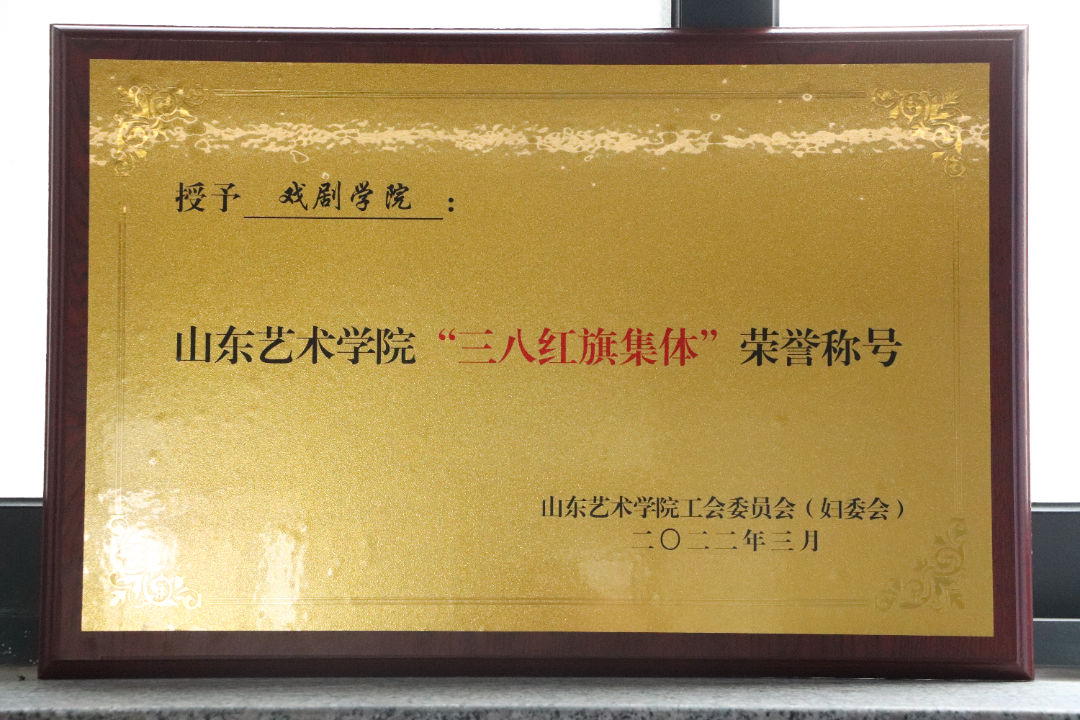 授予 戏剧学院：
山东艺术学院“三八红旗集体”荣誉称号
山东艺术学院工会委员会（妇委会）
二〇二二年三月